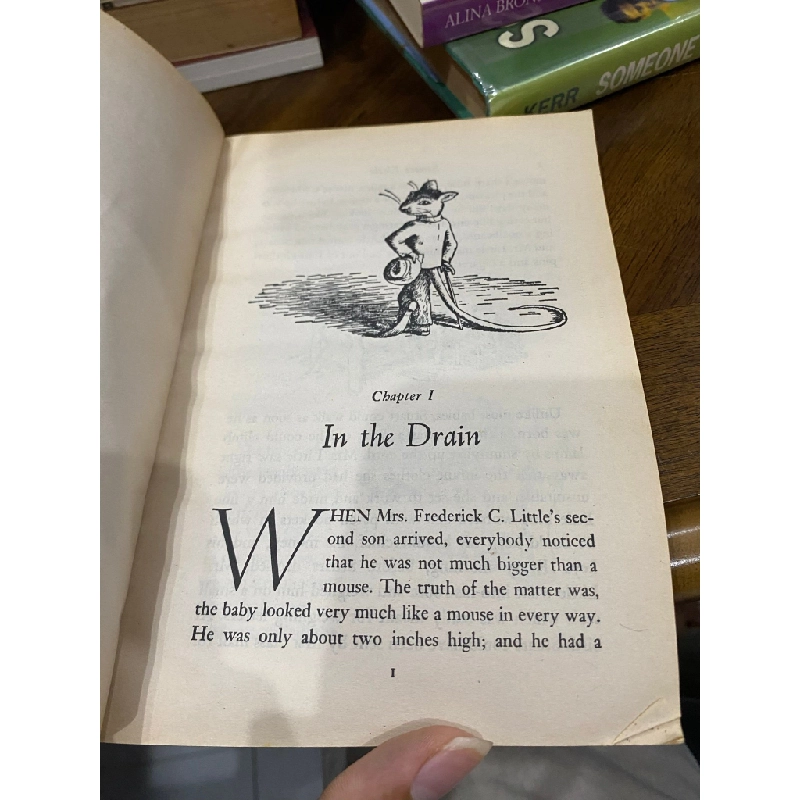 ALINA BRON
S
KERR SOMEONE
Chapter I
In the Drain
WHEN Mrs. Frederick C. Little's sec-
ond son arrived, everybody noticed
that he was not much bigger than a
mouse. The truth of the matter was,
the baby looked very much like a mouse in every way.
He was only about two inches high; and he had a
I